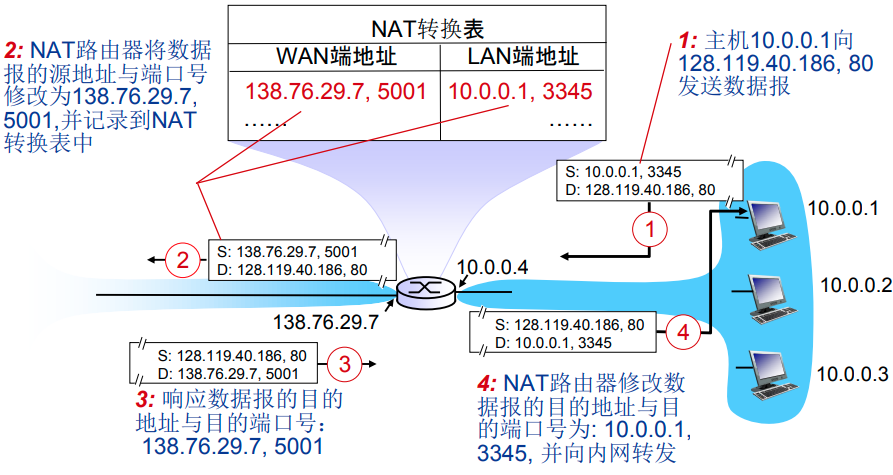 NAT转换表
WAN端地址 LAN端地址
138.76.29.7, 5001 10.0.0.1, 3345
…… ……
2: NAT路由器将数据
报的源地址与端口号
修改为138.76.29.7,
5001,并记录到NAT
转换表中
1: 主机10.0.0.1向
128.119.40.186, 80
发送数据报
S: 10.0.0.1, 3345
D: 128.119.40.186, 80
1
10.0.0.1
S: 138.76.29.7, 5001
D: 128.119.40.186, 80
2
10.0.0.4
138.76.29.7
10.0.0.2
S: 128.119.40.186, 80
D: 10.0.0.1, 3345
4
S: 128.119.40.186, 80
D: 138.76.29.7, 5001
3
10.0.0.3
3: 响应数据报的目的
地址与目的端口号：
138.76.29.7, 5001
4: NAT路由器修改数
据报的目的地址与目
的端口号为: 10.0.0.1,
3345, 并向内网转发